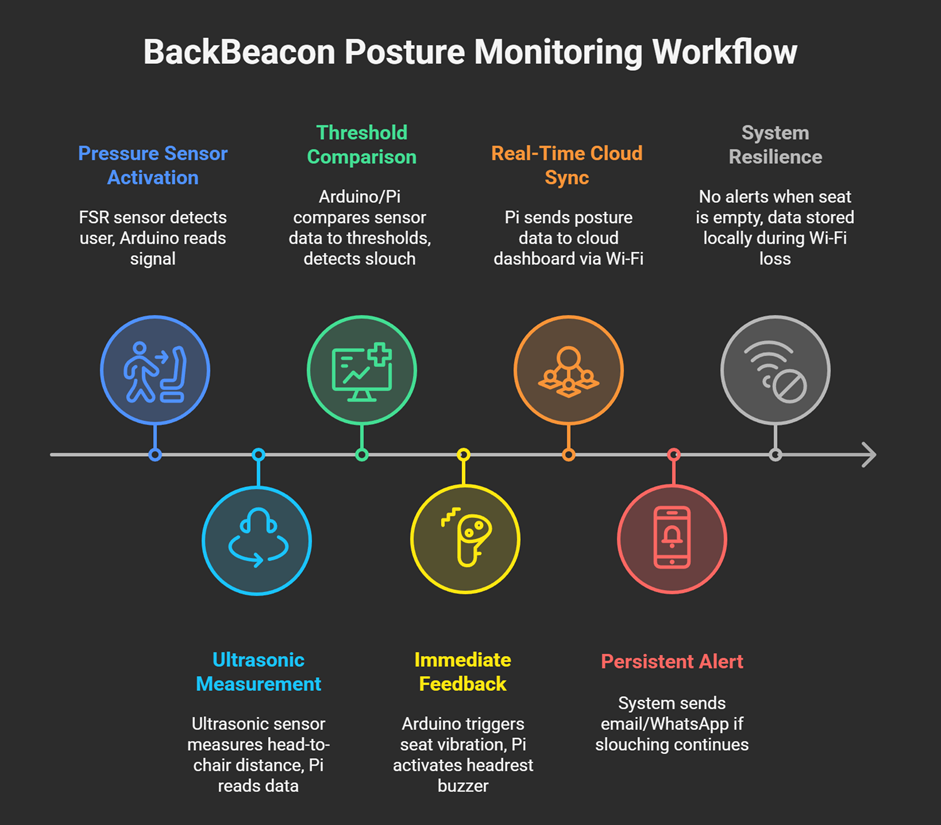 BackBeacon Posture Monitoring Workflow
Pressure Sensor
Activation
FSR sensor detects
user, Arduino reads
signal
Threshold
Comparison
Arduino/Pi
compares sensor
data to thresholds,
detects slouch
Real-Time Cloud
Sync
Pi sends posture
data to cloud
dashboard via Wi-Fi
System
Resilience
No alerts when seat
is empty, data stored
locally during Wi-Fi
loss
Ultrasonic
Measurement
Ultrasonic sensor
measures head-to-
chair distance, Pi
reads data
Immediate
Feedback
Arduino triggers
seat vibration, Pi
activates headrest
buzzer
Persistent Alert
System sends
email/WhatsApp if
slouching continues